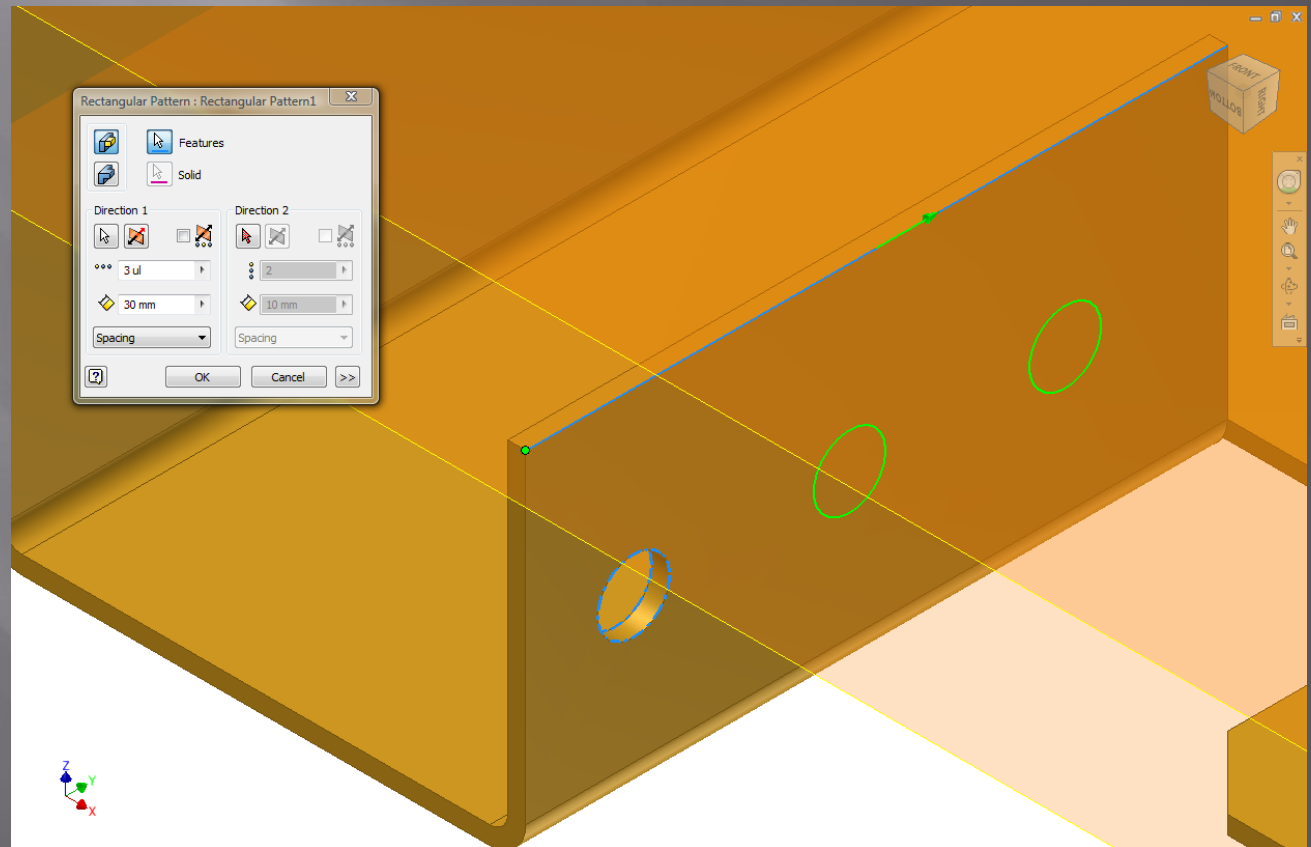 Rectangular Pattern : Rectangular Pattern1
Features
Solid
Direction 1
Direction 2
3 ul
2
30 mm
10 mm
Spacing
Spacing
OK
Cancel
>>
FRONT
RIGHT
BOTTOM
Z
Y
X